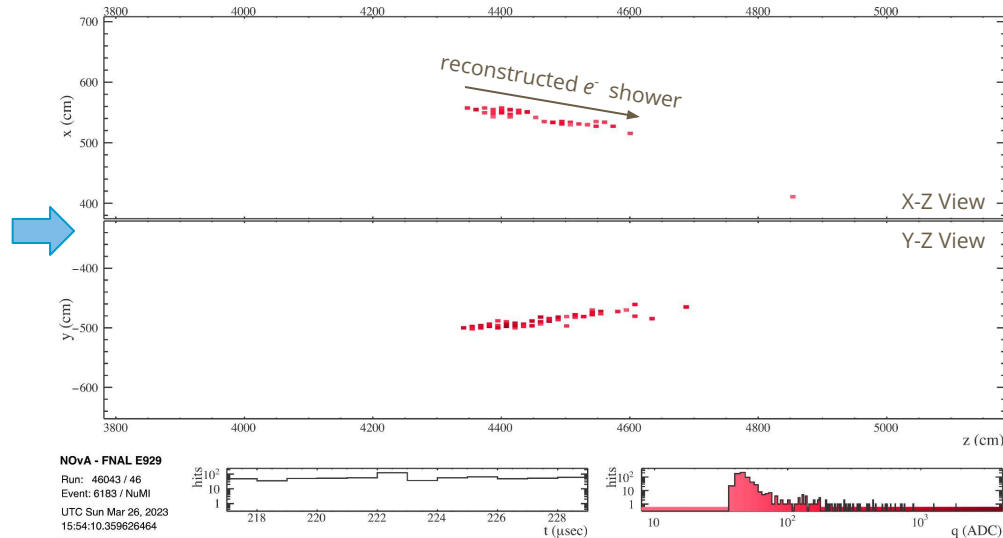 3800 4000 4200 4400 4600 4800 5000
700
600
500
400
x (cm)
reconstructed e⁻ shower
X-Z View
Y-Z View
−400
−500
−600
y (cm)
3800 4000 4200 4400 4600 4800 5000
z (cm)
NOvA - FNAL E929
Run: 46043 / 46
Event: 6183 / NuMI
UTC Sun Mar 26, 2023
15:54:10.359626464
hits
10²
10
1
218 220 222 224 226 228
t (μsec)
hits
10²
10
1
10 10² 10³
q (ADC)